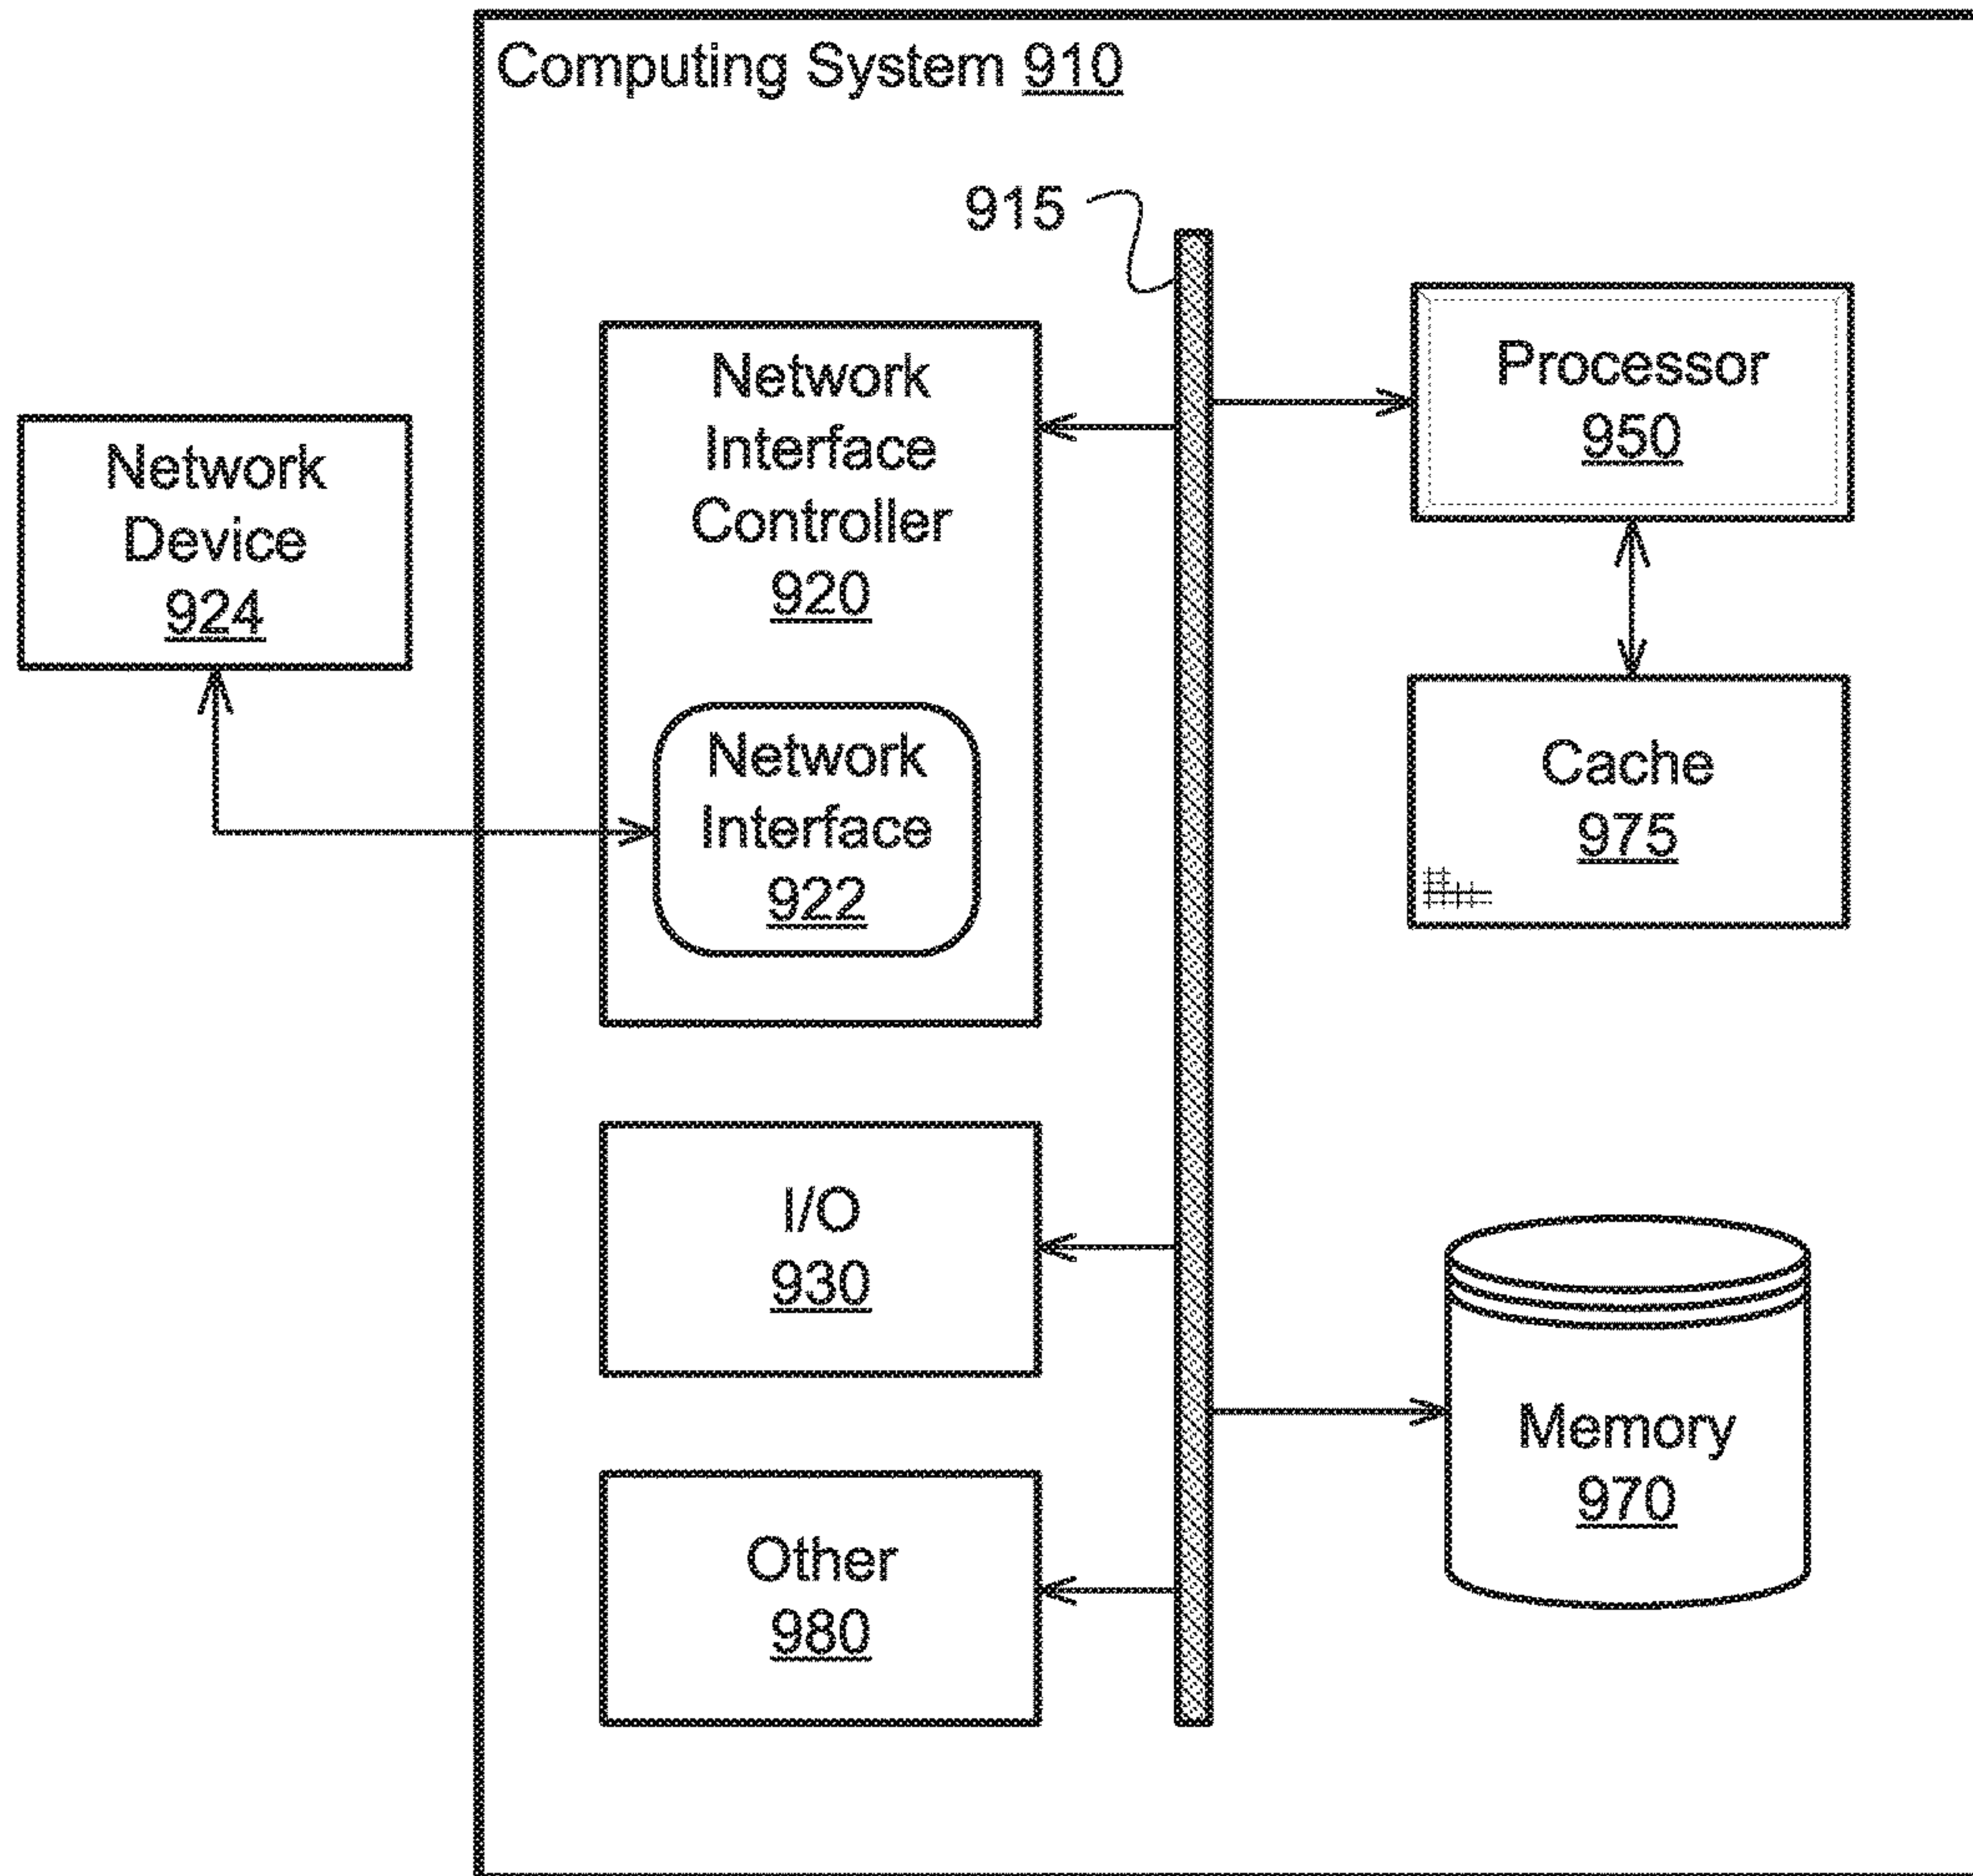 Computing System 910
915
Network
Interface
Controller
920
Processor
950
Network
Device
924
Network
Interface
922
Cache
975
I/O
930
Memory
970
Other
980